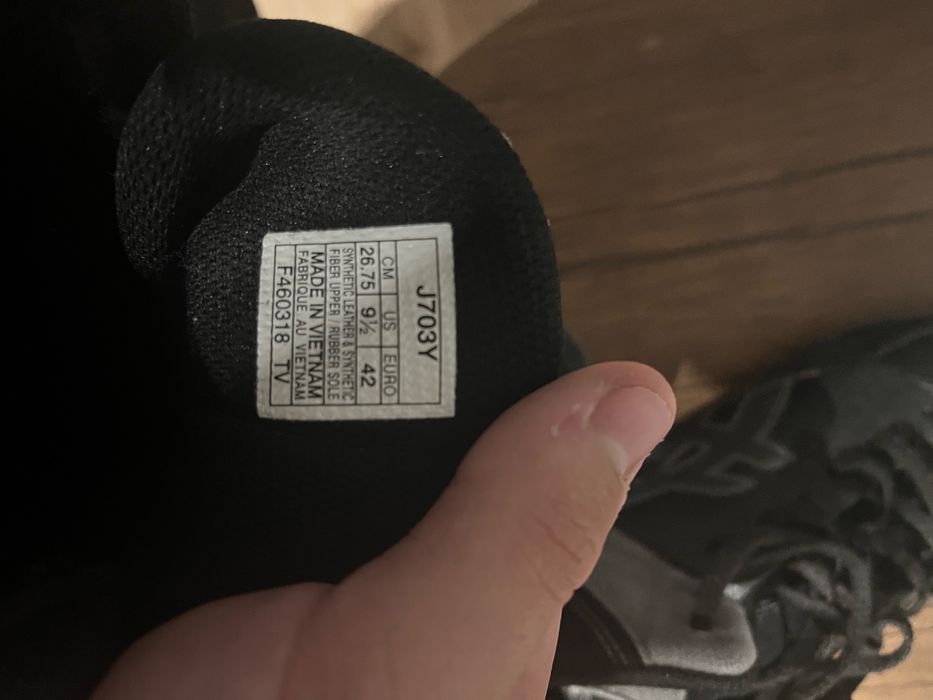 J703Y
CM US EURO
26.75 9½ 42
SYNTHETIC LEATHER & SYNTHETIC
FIBER UPPER / RUBBER SOLE
MADE IN VIETNAM
FABRIQUE AU VIETNAM
F460318 TV